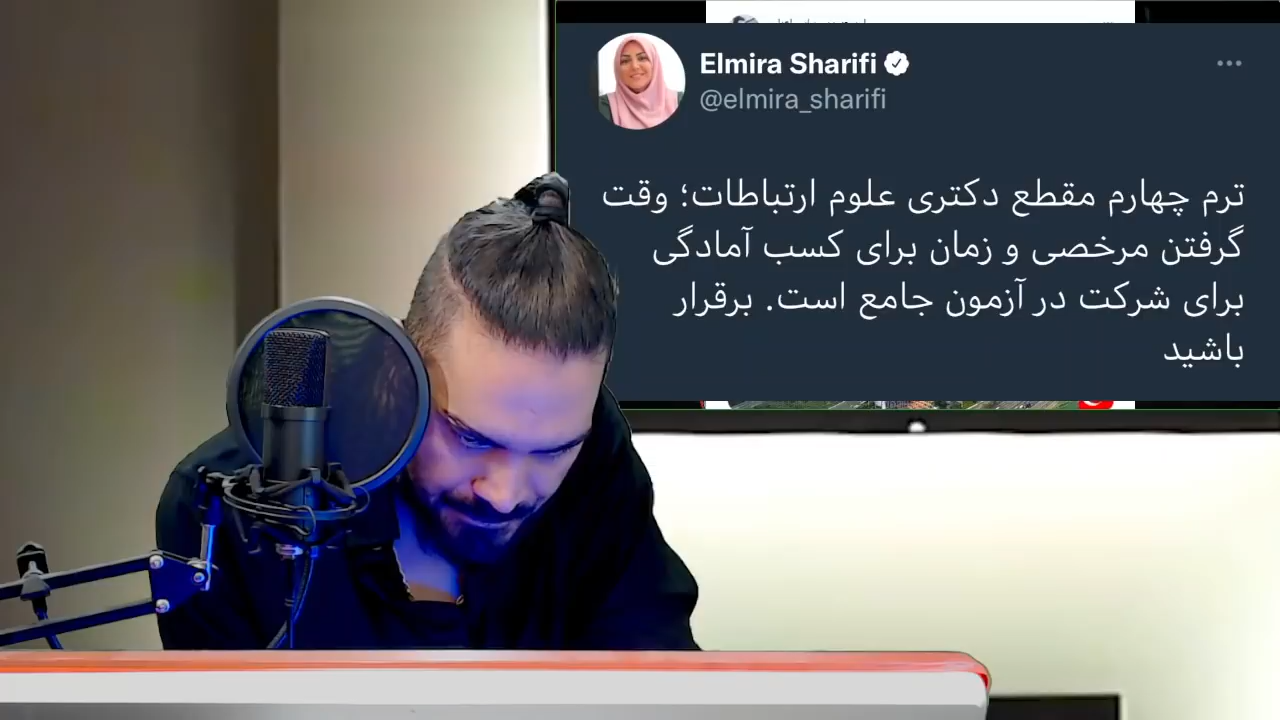 Elmira Sharifi
@elmira_sharifi
ترم چهارم مقطع دکتری علوم ارتباطات؛ وقت
گرفتن مرخصی و زمان برای کسب آمادگی
برای شرکت در آزمون جامع است. برقرار
باشید